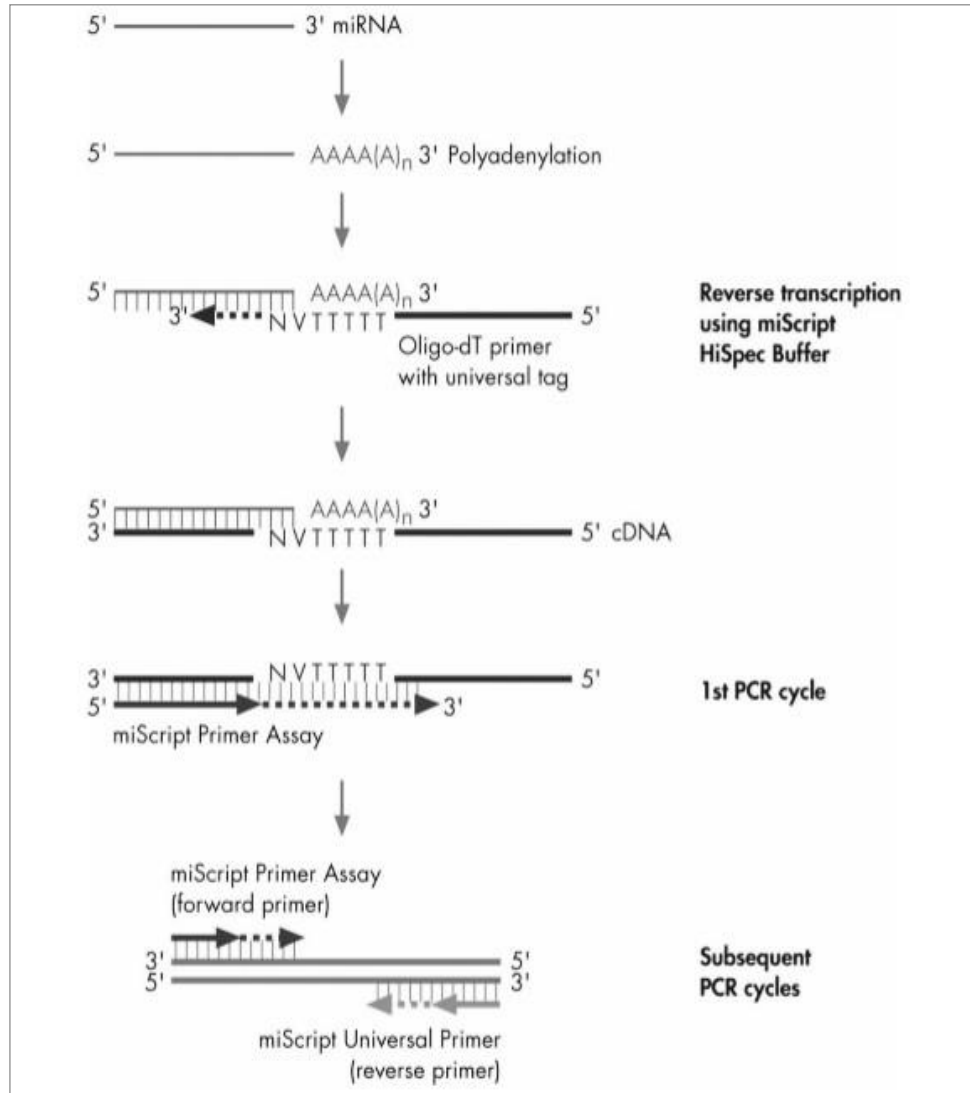 5' 3' miRNA
5' AAAA(A)n 3' Polyadenylation
5' AAAA(A)n 3'
3' N V T T T T T 5'
Oligo-dT primer
with universal tag
Reverse transcription
using miScript
HiSpec Buffer
5' AAAA(A)n 3'
3' N V T T T T T 5' cDNA
3' N V T T T T T 5'
5' 3'
miScript Primer Assay
1st PCR cycle
miScript Primer Assay
(forward primer)
3' 5'
5' 3'
miScript Universal Primer
(reverse primer)
Subsequent
PCR cycles